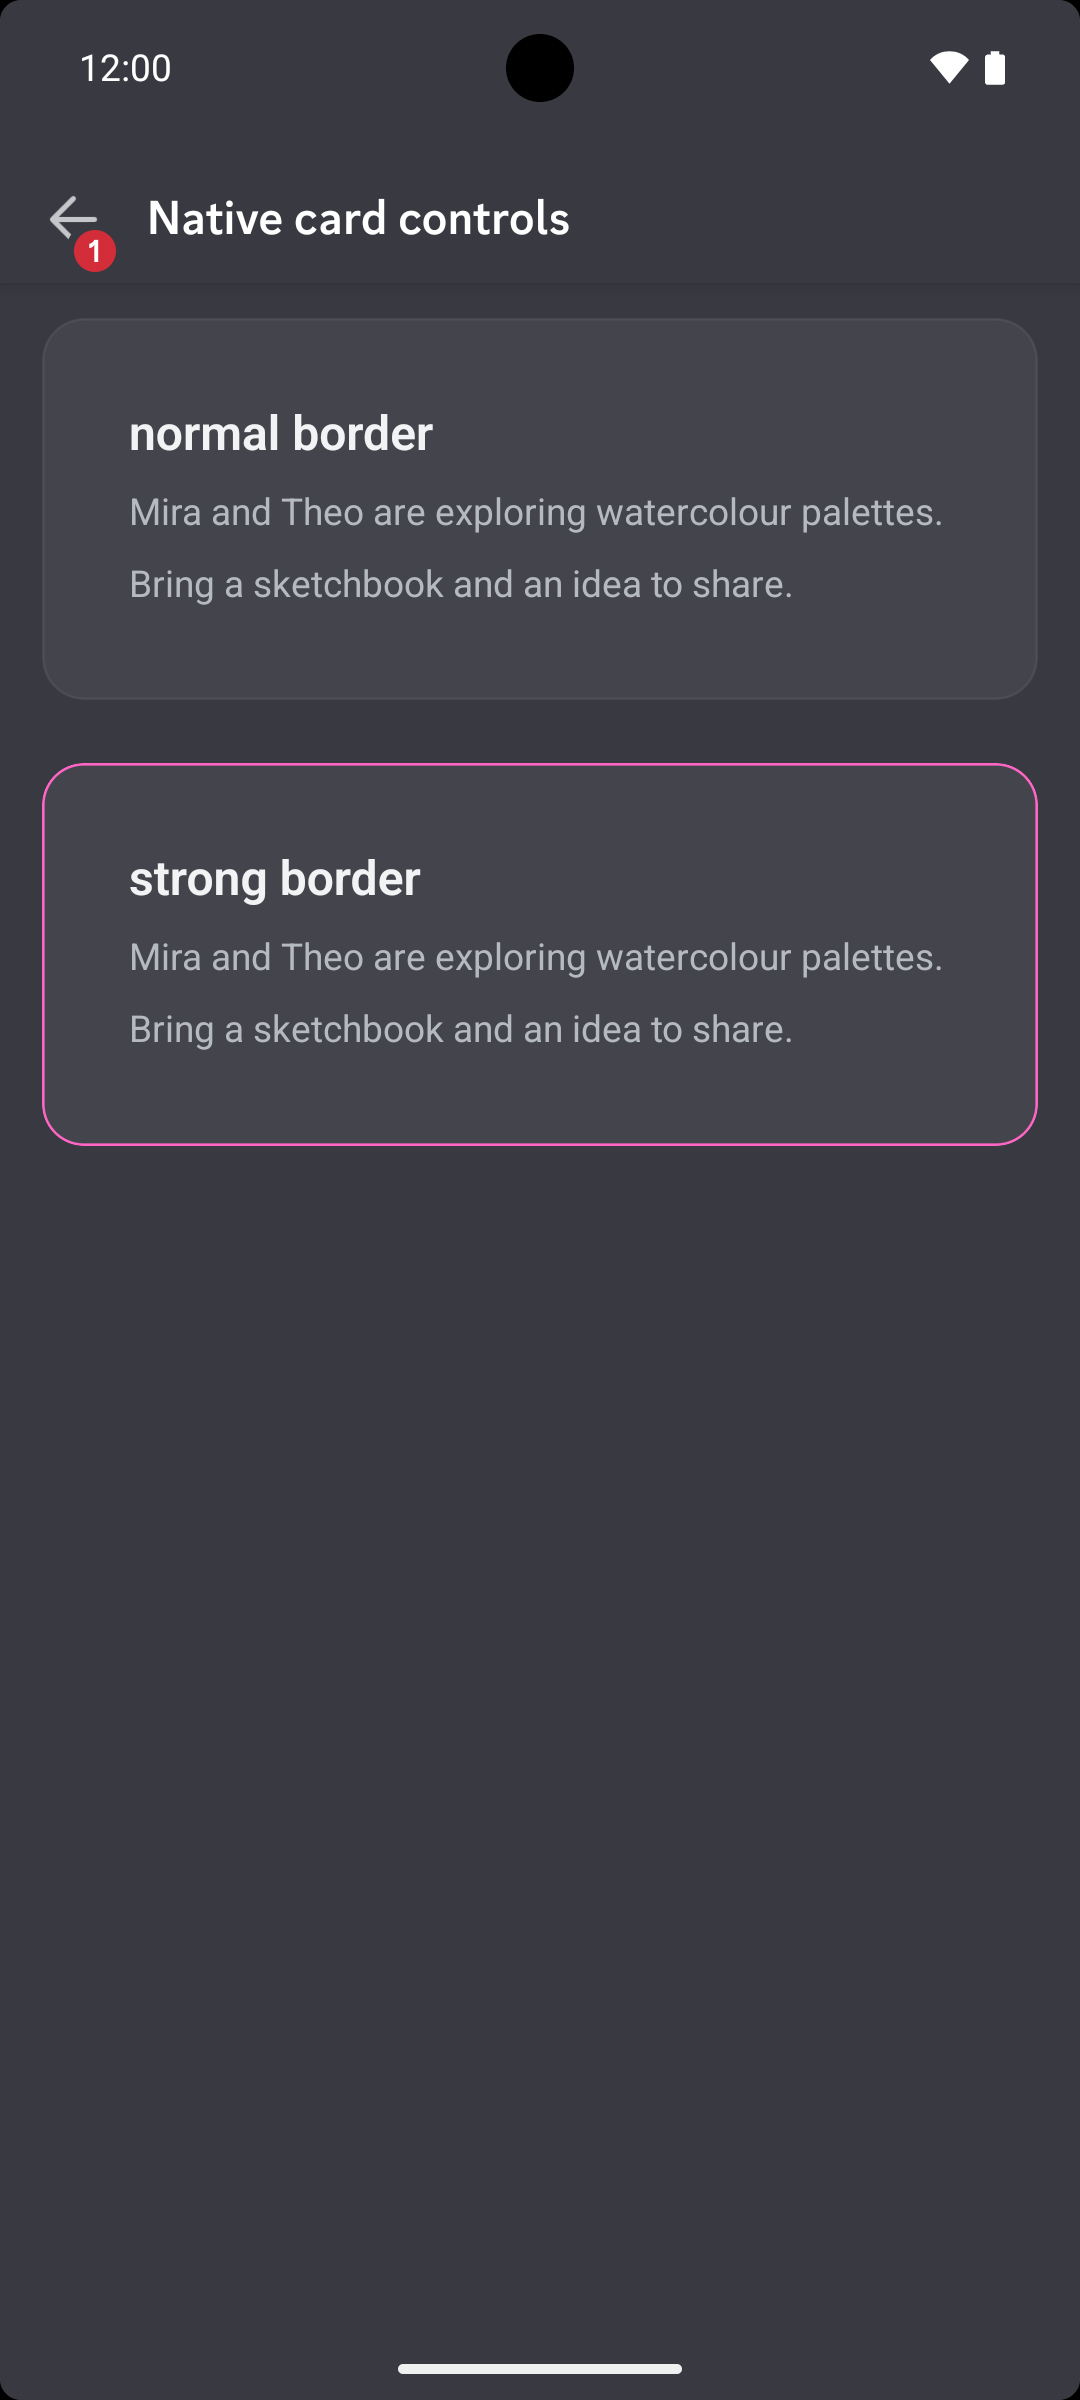 12:00
Native card controls
1
normal border
Mira and Theo are exploring watercolour palettes.
Bring a sketchbook and an idea to share.
strong border
Mira and Theo are exploring watercolour palettes.
Bring a sketchbook and an idea to share.